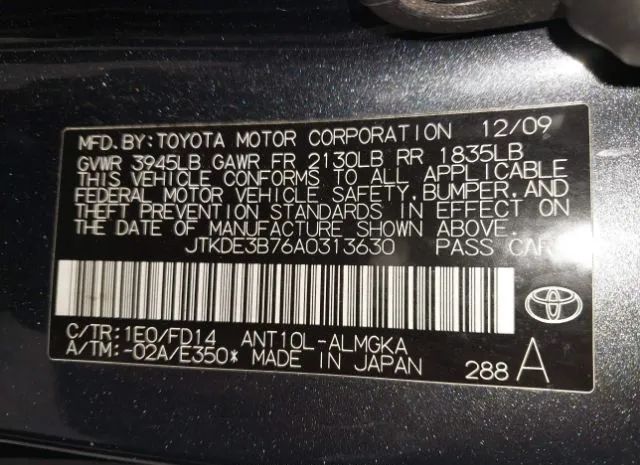 MFD. BY: TOYOTA MOTOR CORPORATION 12/09
GVWR 3945LB GAWR FR 2130LB RR 1835LB
THIS VEHICLE CONFORMS TO ALL APPLICABLE
FEDERAL MOTOR VEHICLE SAFETY, BUMPER, AND
THEFT PREVENTION STANDARDS IN EFFECT ON
THE DATE OF MANUFACTURE SHOWN ABOVE.
JTKDE3B76A0313630 PASS CAR
C/TR: 1E0/FD14 ANT10L-ALMGKA
A/TM: -02A/E350* MADE IN JAPAN
288 A